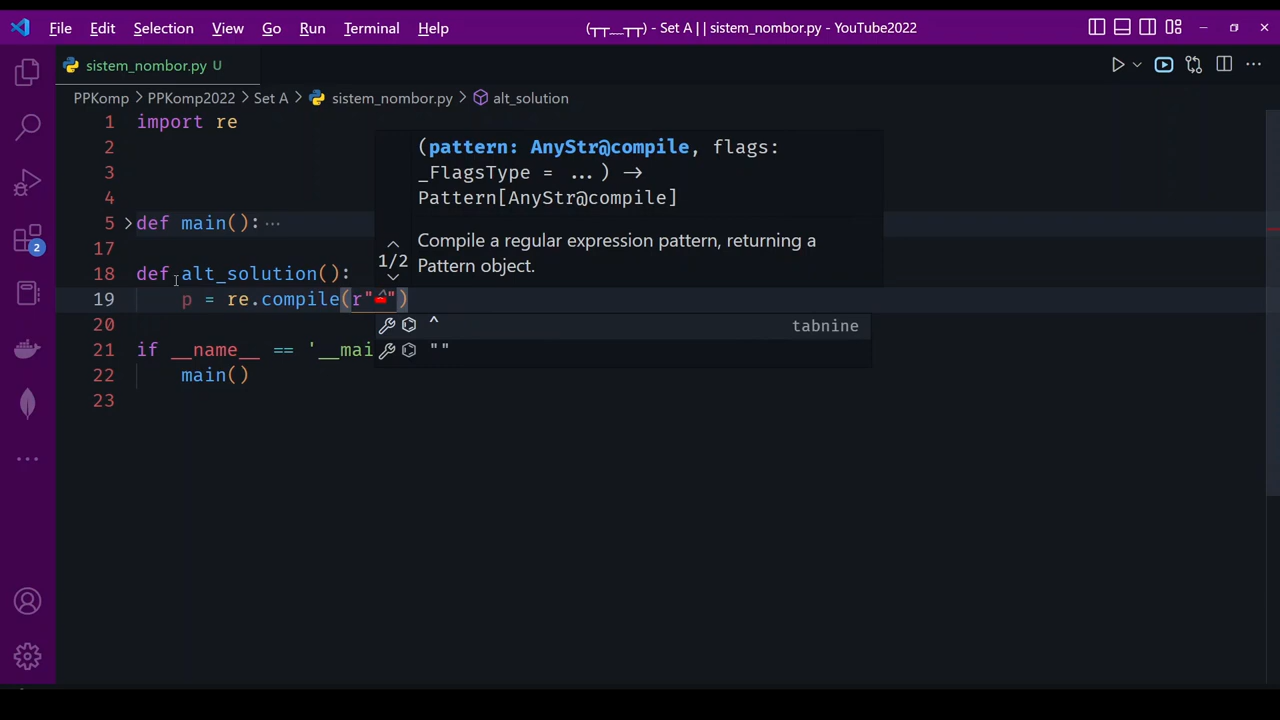 File Edit Selection View Go Run Terminal Help (┬┬﹏┬┬) - Set A | | sistem_nombor.py - YouTube2022
sistem_nombor.py U
PPKomp > PPKomp2022 > Set A > sistem_nombor.py > alt_solution
1 import re
2
3
4
5 def main(): ...
17
18 def alt_solution():
19 p = re.compile(r"^")
20
21 if __name__ == '__mai
22 main()
23
(pattern: AnyStr@compile, flags:
_FlagsType = ...) →
Pattern[AnyStr@compile]
1/2
Compile a regular expression pattern, returning a
Pattern object.
^ tabnine
""
2